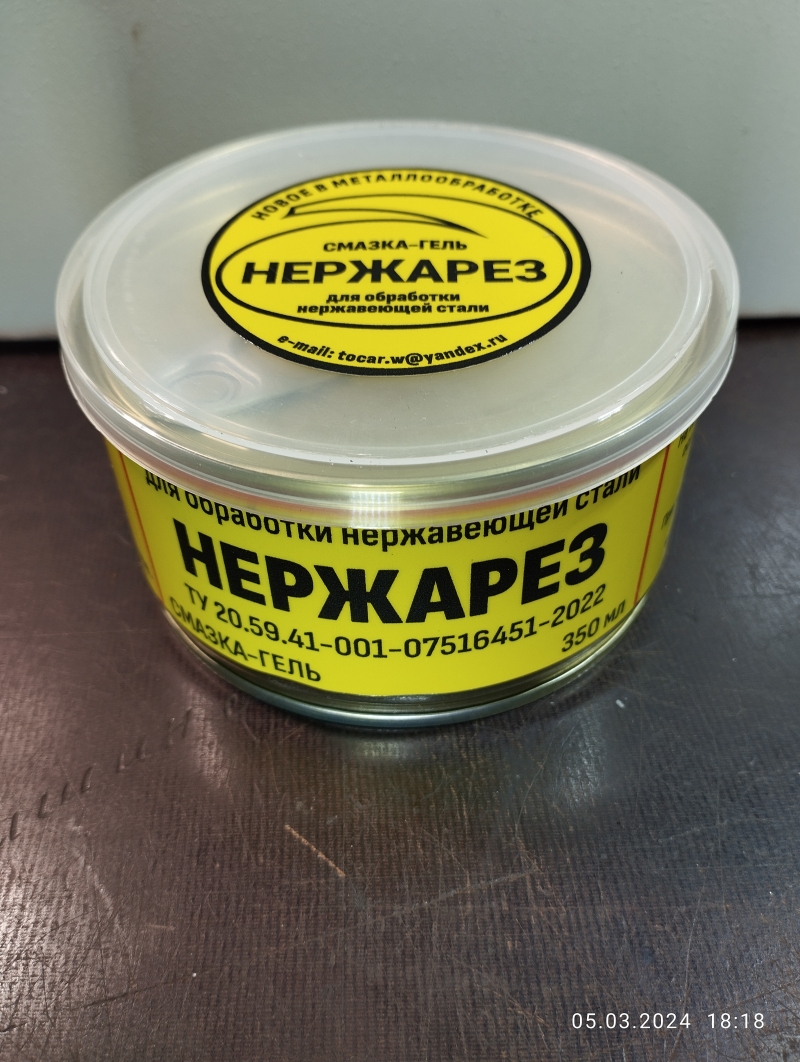 НОВОЕ В МЕТАЛЛООБРАБОТКЕ
СМАЗКА-ГЕЛЬ
НЕРЖАРЕЗ
для обработки
нержавеющей стали
e-mail: tocar.w@yandex.ru
для обработки нержавеющей стали
НЕРЖАРЕЗ
ТУ 20.59.41-001-07516451-2022
СМАЗКА-ГЕЛЬ
350 мл
05.03.2024 18:18